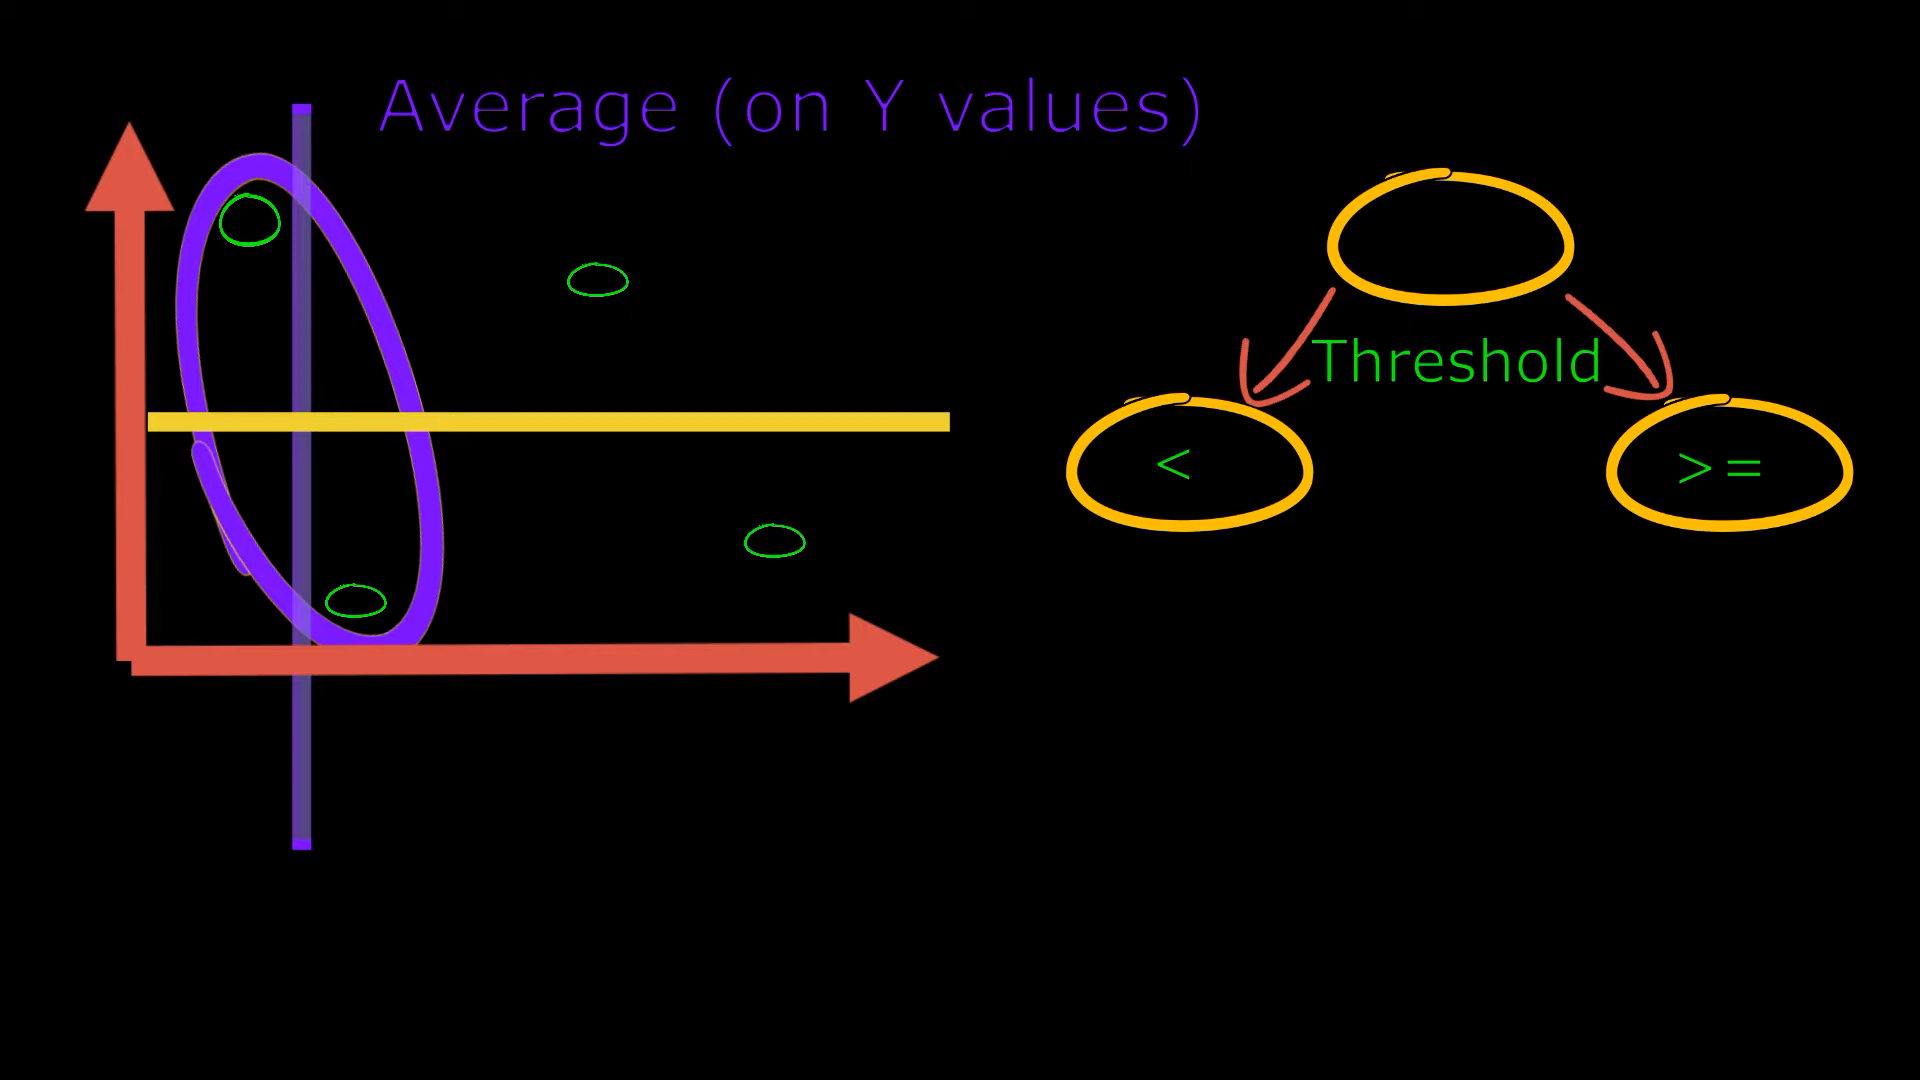 Average (on Y values)
Threshold
<
>=